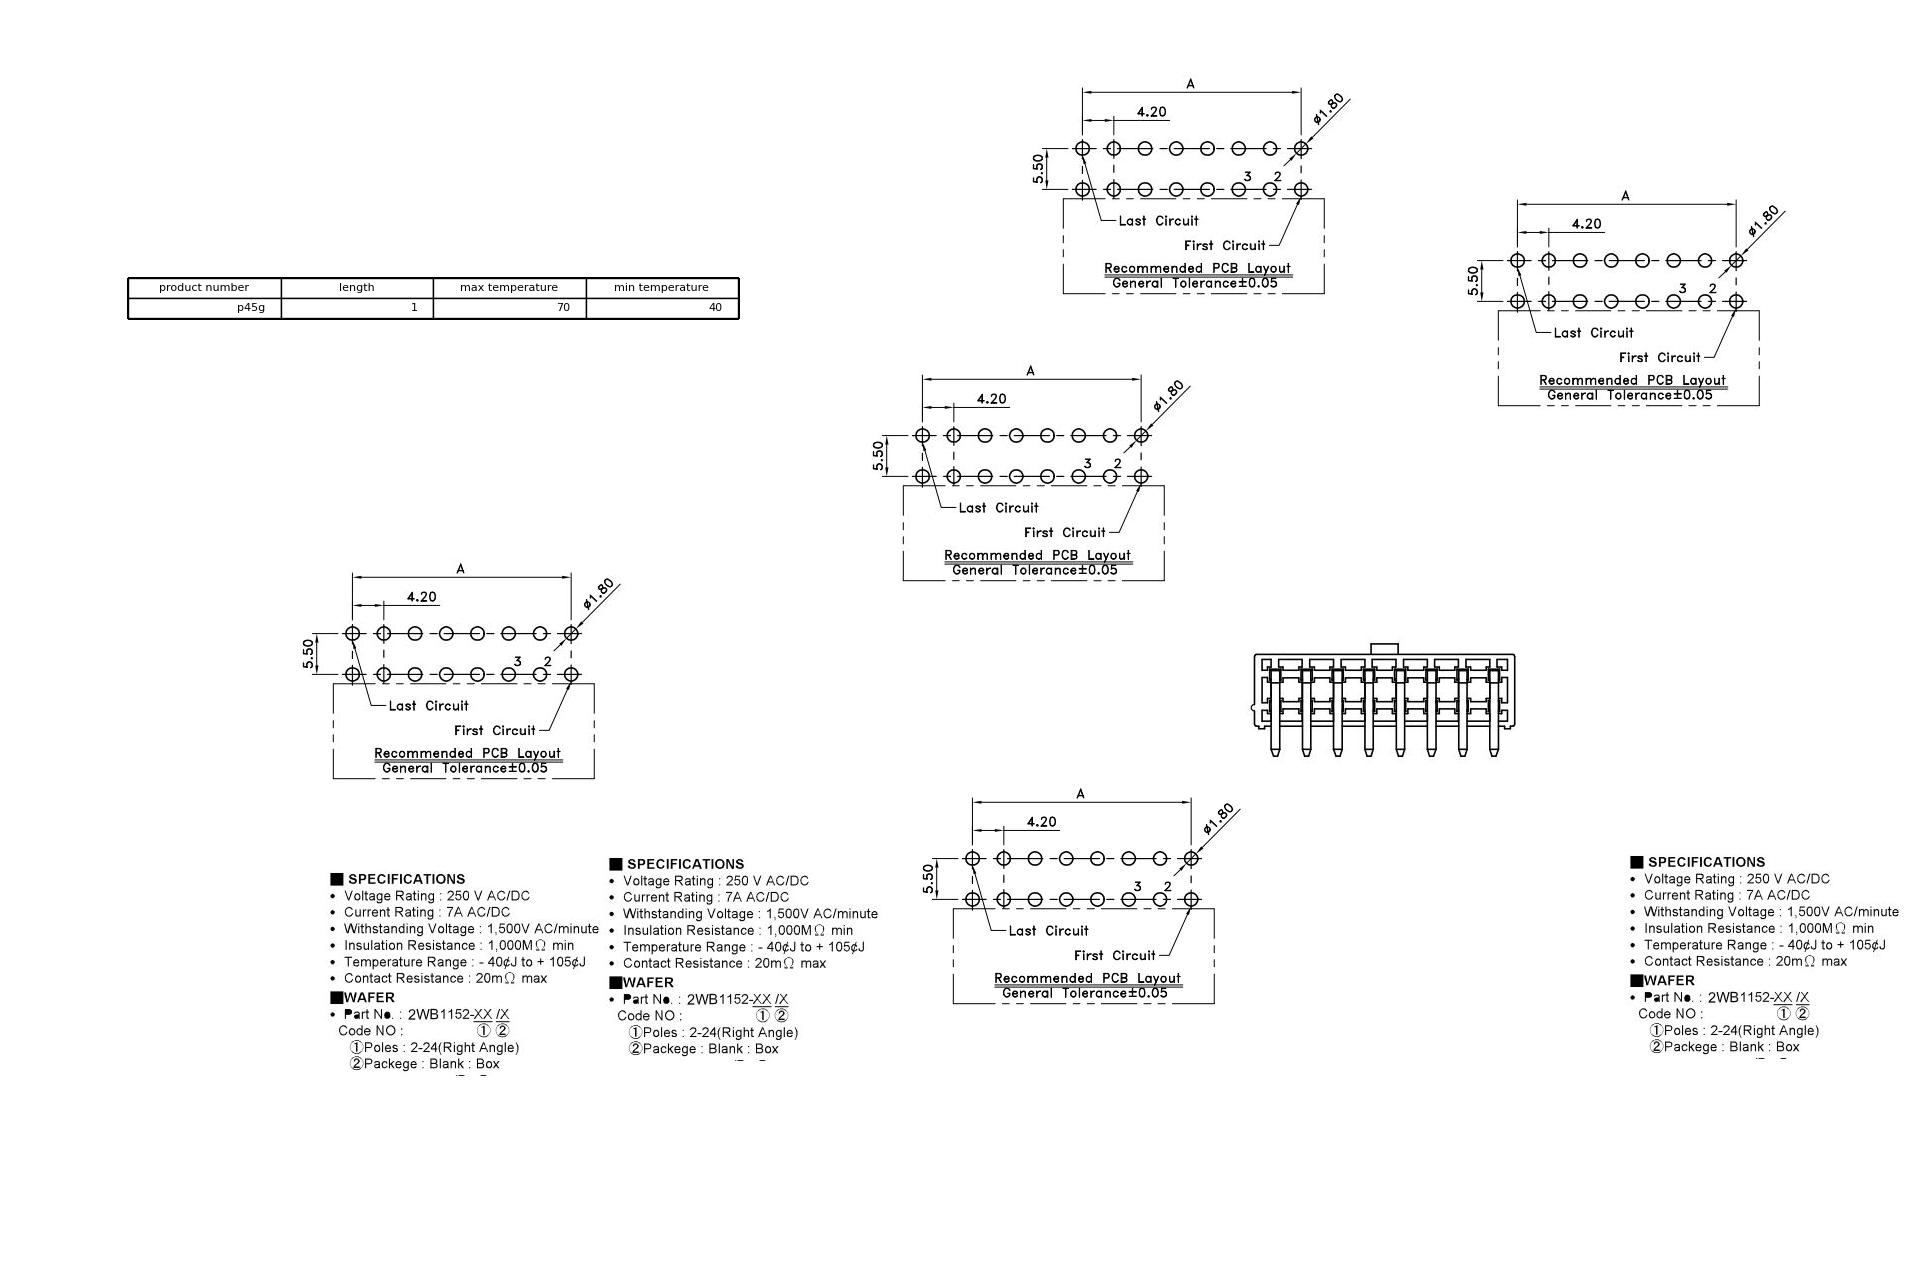 A
4.20
ø1.80
5.50
3 2
Last Circuit
First Circuit
Recommended PCB Layout
General Tolerance±0.05
A
4.20
ø1.80
5.50
3 2
Last Circuit
First Circuit
Recommended PCB Layout
General Tolerance±0.05
product number length max temperature min temperature
p45g 1 70 40
A
4.20
ø1.80
5.50
3 2
Last Circuit
First Circuit
Recommended PCB Layout
General Tolerance±0.05
A
4.20
ø1.80
5.50
3 2
Last Circuit
First Circuit
Recommended PCB Layout
General Tolerance±0.05
A
4.20
ø1.80
5.50
3 2
Last Circuit
First Circuit
Recommended PCB Layout
General Tolerance±0.05
■ SPECIFICATIONS
• Voltage Rating : 250 V AC/DC
• Current Rating : 7A AC/DC
• Withstanding Voltage : 1,500V AC/minute
• Insulation Resistance : 1,000MΩ min
• Temperature Range : - 40¢J to + 105¢J
• Contact Resistance : 20mΩ max
■WAFER
• Part No. : 2WB1152-XX /X
Code NO : ① ②
①Poles : 2-24(Right Angle)
②Packege : Blank : Box
■ SPECIFICATIONS
• Voltage Rating : 250 V AC/DC
• Current Rating : 7A AC/DC
• Withstanding Voltage : 1,500V AC/minute
• Insulation Resistance : 1,000MΩ min
• Temperature Range : - 40¢J to + 105¢J
• Contact Resistance : 20mΩ max
■WAFER
• Part No. : 2WB1152-XX /X
Code NO : ① ②
①Poles : 2-24(Right Angle)
②Packege : Blank : Box
■ SPECIFICATIONS
• Voltage Rating : 250 V AC/DC
• Current Rating : 7A AC/DC
• Withstanding Voltage : 1,500V AC/minute
• Insulation Resistance : 1,000MΩ min
• Temperature Range : - 40¢J to + 105¢J
• Contact Resistance : 20mΩ max
■WAFER
• Part No. : 2WB1152-XX /X
Code NO : ① ②
①Poles : 2-24(Right Angle)
②Packege : Blank : Box